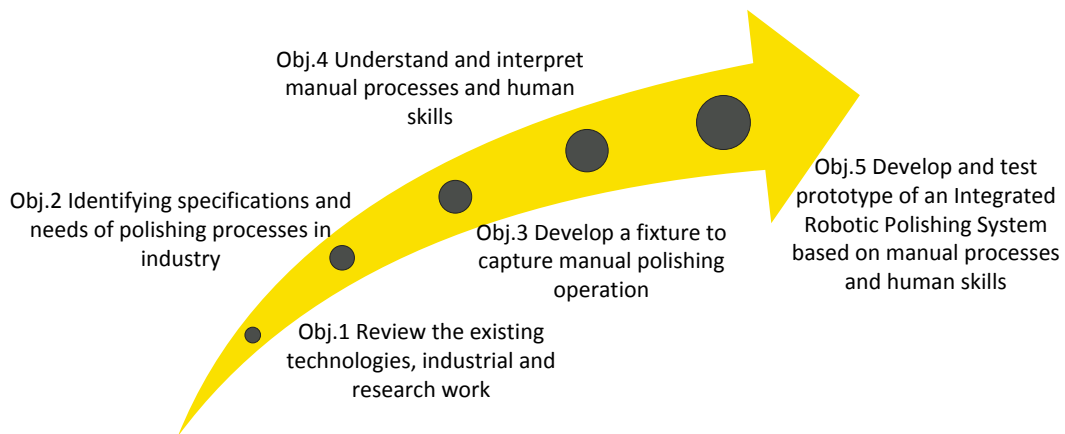 Obj.4 Understand and interpret
manual processes and human
skills
Obj.2 Identifying specifications and
needs of polishing processes in
industry
Obj.5 Develop and test
prototype of an Integrated
Robotic Polishing System
based on manual processes
and human skills
Obj.3 Develop a fixture to
capture manual polishing
operation
Obj.1 Review the existing
technologies, industrial and
research work